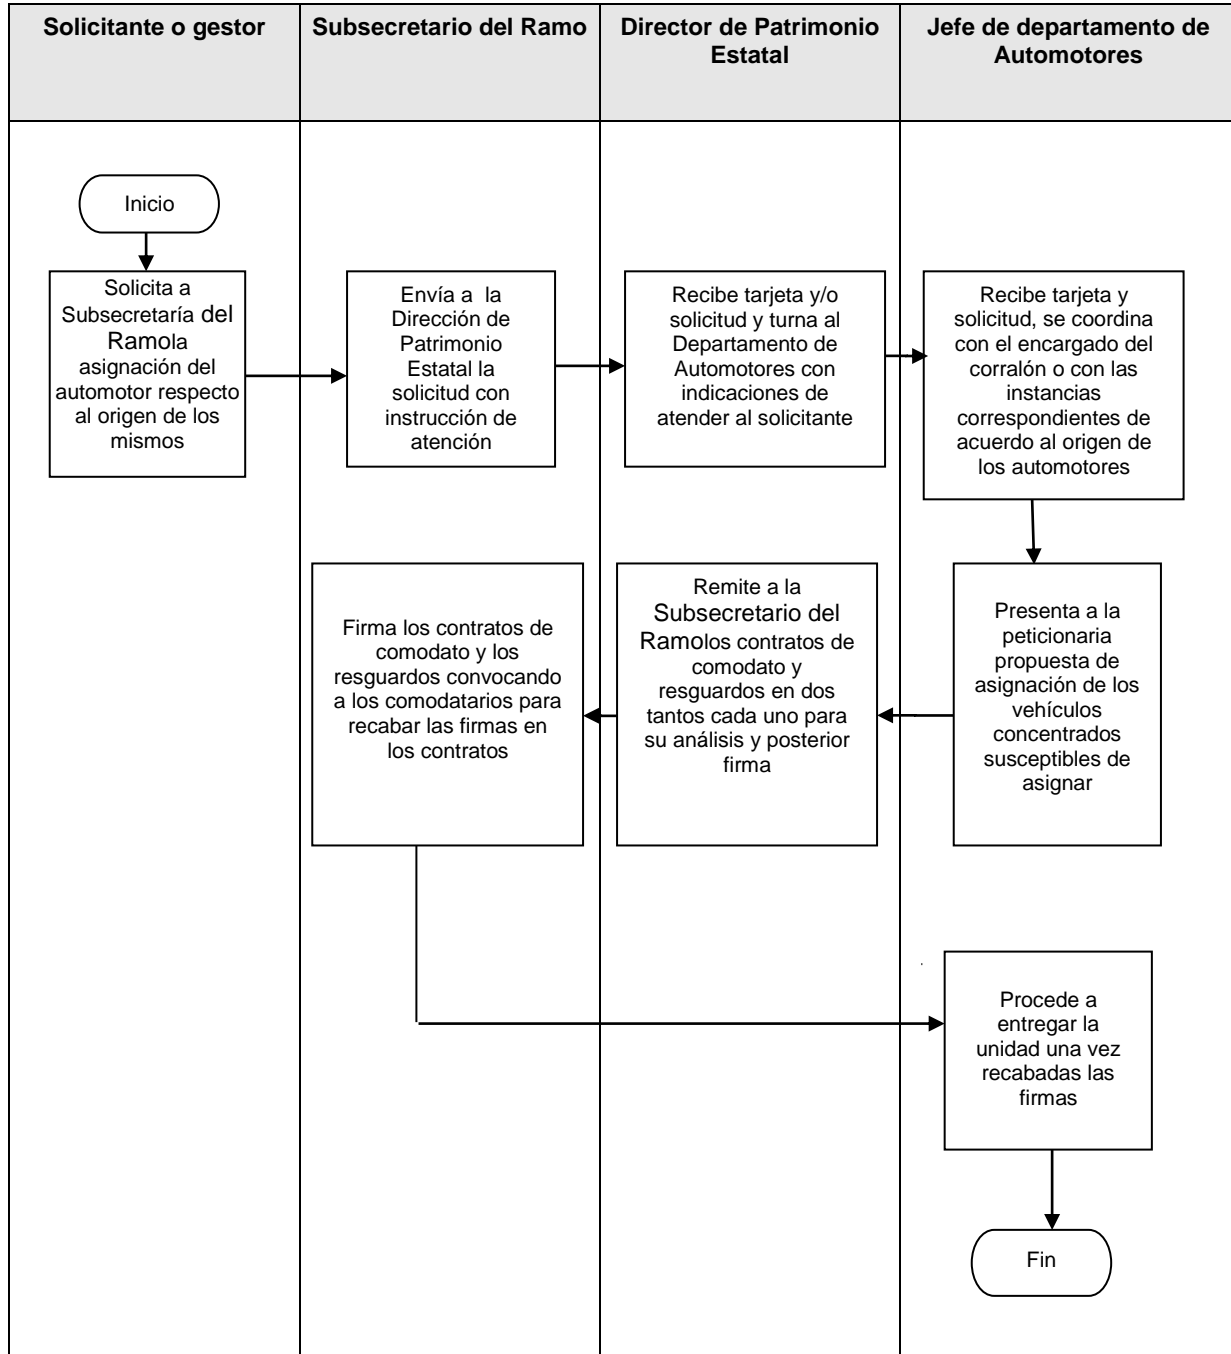 Solicitante o gestor
Subsecretario del Ramo
Director de Patrimonio
Estatal
Jefe de departamento de
Automotores
Inicio
Solicita a
Subsecretaría del
Ramola
asignación del
automotor respecto
al origen de los
mismos
Envía a la
Dirección de
Patrimonio
Estatal la
solicitud con
instrucción de
atención
Recibe tarjeta y/o
solicitud y turna al
Departamento de
Automotores con
indicaciones de
atender al solicitante
Recibe tarjeta y
solicitud, se coordina
con el encargado del
corralón o con las
instancias
correspondientes de
acuerdo al origen de
los automotores
Firma los contratos de
comodato y los
resguardos convocando
a los comodatarios para
recabar las firmas en
los contratos
Remite a la
Subsecretario del
Ramolos contratos de
comodato y
resguardos en dos
tantos cada uno para
su análisis y posterior
firma
Presenta a la
peticionaria
propuesta de
asignación de los
vehículos
concentrados
susceptibles de
asignar
Procede a
entregar la
unidad una vez
recabadas las
firmas
Fin